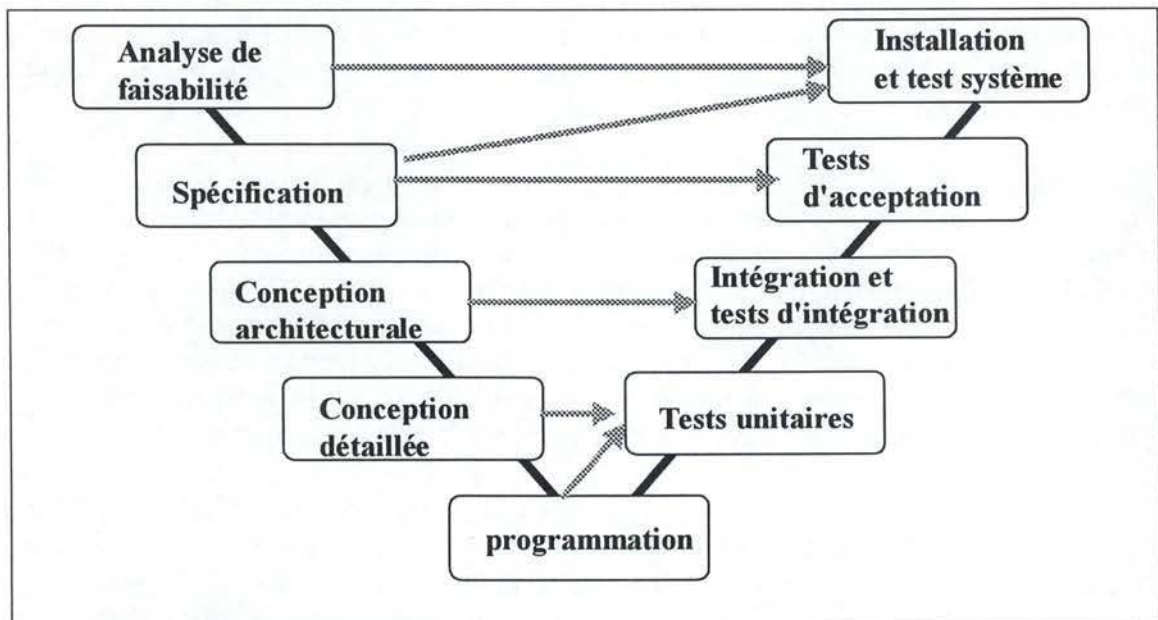 Analyse de
faisabilité
Installation
et test système
Spécification
Tests
d'acceptation
Conception
architecturale
Intégration et
tests d'intégration
Conception
détaillée
Tests unitaires
programmation